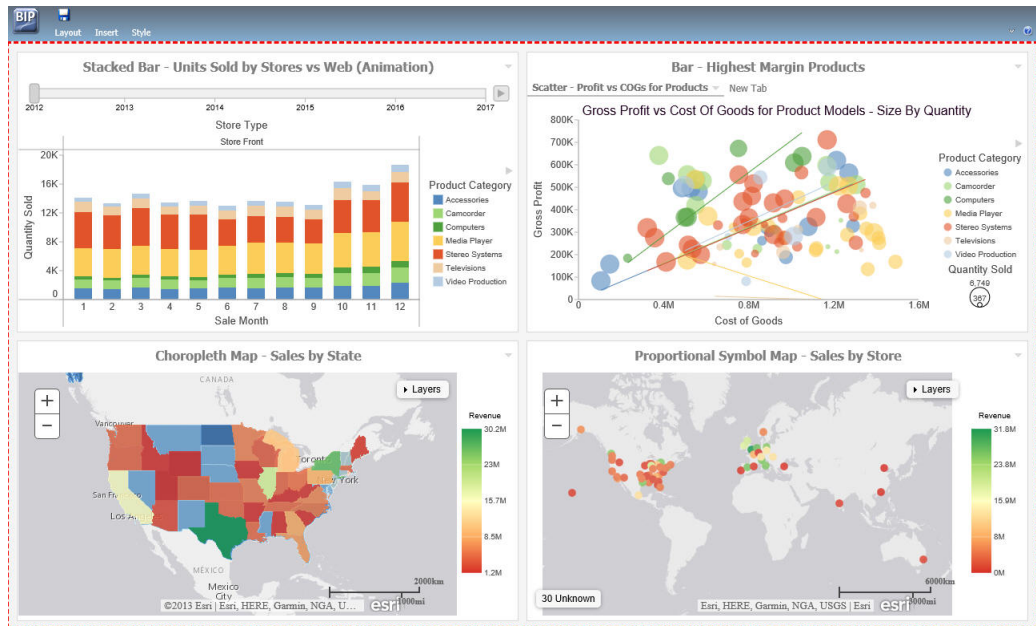 BIP
Layout Insert Style
Stacked Bar - Units Sold by Stores vs Web (Animation)
2012 2013 2014 2015 2016 2017
Store Type
Store Front
20K
16K
12K
8K
4K
0
Quantity Sold
1 2 3 4 5 6 7 8 9 10 11 12
Sale Month
Product Category
Accessories
Camcorder
Computers
Media Player
Stereo Systems
Televisions
Video Production
Bar - Highest Margin Products
Scatter - Profit vs COGs for Products New Tab
Gross Profit vs Cost Of Goods for Product Models - Size By Quantity
800K
700K
600K
500K
400K
300K
200K
100K
0
Gross Profit
0 0.4M 0.8M 1.2M 1.6M
Cost of Goods
Product Category
Accessories
Camcorder
Computers
Media Player
Stereo Systems
Televisions
Video Production
Quantity Sold
6,749
367
Choropleth Map - Sales by State
+
−
Layers
CANADA
Vancouver
Toronto
New York
San Francisco
Los A
MÉXICO
Mexico
City
Revenue
30.2M
23M
15.7M
8.5M
1.2M
2000km
1000mi
©2013 Esri | Esri, HERE, Garmin, NGA, U...
esri
Proportional Symbol Map - Sales by Store
+
−
Layers
Revenue
31.8M
23.8M
15.9M
8M
0M
30 Unknown
6000km
3000mi
Esri, HERE, Garmin, NGA, USGS | Esri
esri